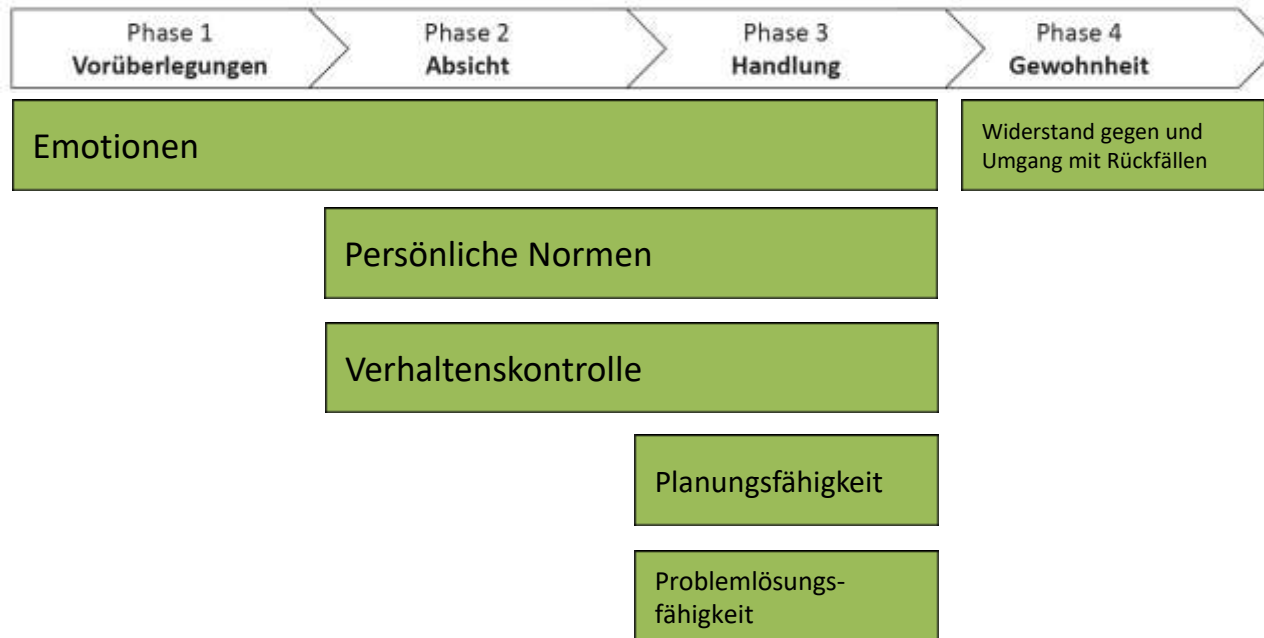 Phase 1
Vorüberlegungen
Phase 2
Absicht
Phase 3
Handlung
Phase 4
Gewohnheit
Emotionen
Widerstand gegen und
Umgang mit Rückfällen
Persönliche Normen
Verhaltenskontrolle
Planungsfähigkeit
Problemlösungs-
fähigkeit